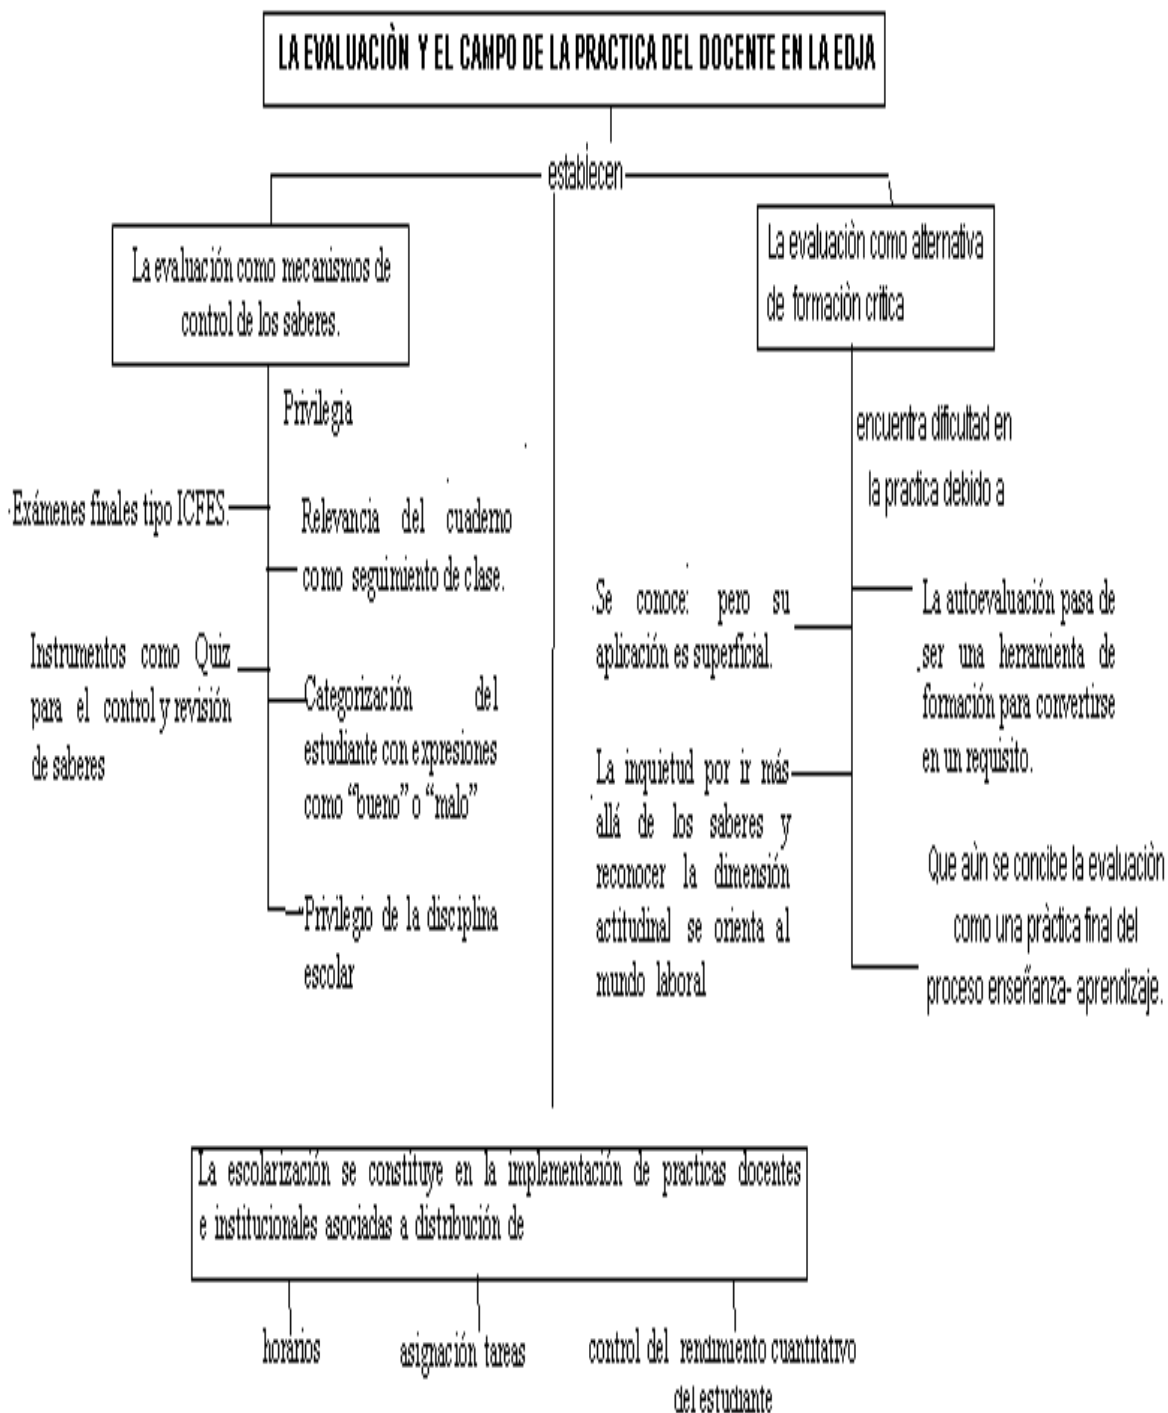 LA EVALUACIÒN Y EL CAMPO DE LA PRACTICA DEL DOCENTE EN LA EDJA
establecen
La evaluación como mecanismos de
control de los saberes.
Privilegia
Exámenes finales tipo ICFES.
Relevancia del cuaderno
como seguimiento de clase.
Instrumentos como Quiz
para el control y revisión
de saberes
Categorización del
estudiante con expresiones
como “bueno” o “malo”
Privilegio de la disciplina
escolar
La evaluaciòn como alternativa
de formaciòn critica
encuentra dificultad en
la practica debido a
Se conoce: pero su
aplicación es superficial.
La autoevaluación pasa de
ser una herramienta de
formación para convertirse
en un requisito.
La inquietud por ir más
allá de los saberes y
reconocer la dimensión
actitudinal se orienta al
mundo laboral
Que aùn se concibe la evaluaciòn
como una pràctica final del
proceso enseñanza- aprendizaje.
La escolarización se constituye en la implementación de practicas docentes
e institucionales asociadas a distribución de
horarios
asignación tareas
control del rendimiento cuantitativo
del estudiante